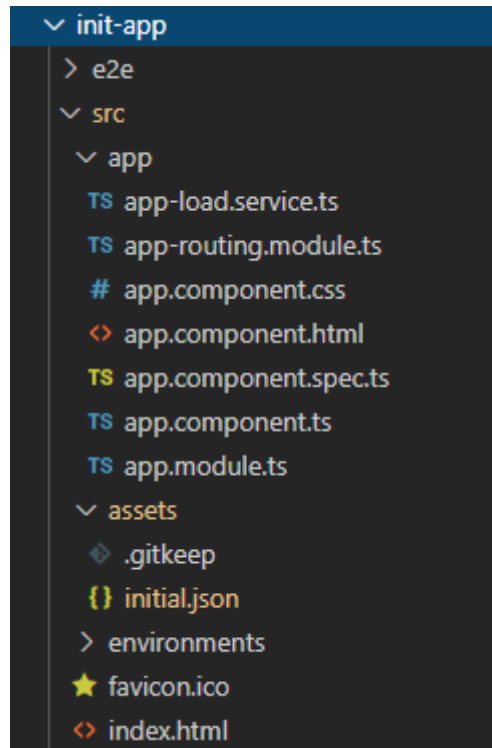 init-app
e2e
src
app
TS app-load.service.ts
TS app-routing.module.ts
# app.component.css
<> app.component.html
TS app.component.spec.ts
TS app.component.ts
TS app.module.ts
assets
.gitkeep
{} initial.json
environments
favicon.ico
<> index.html